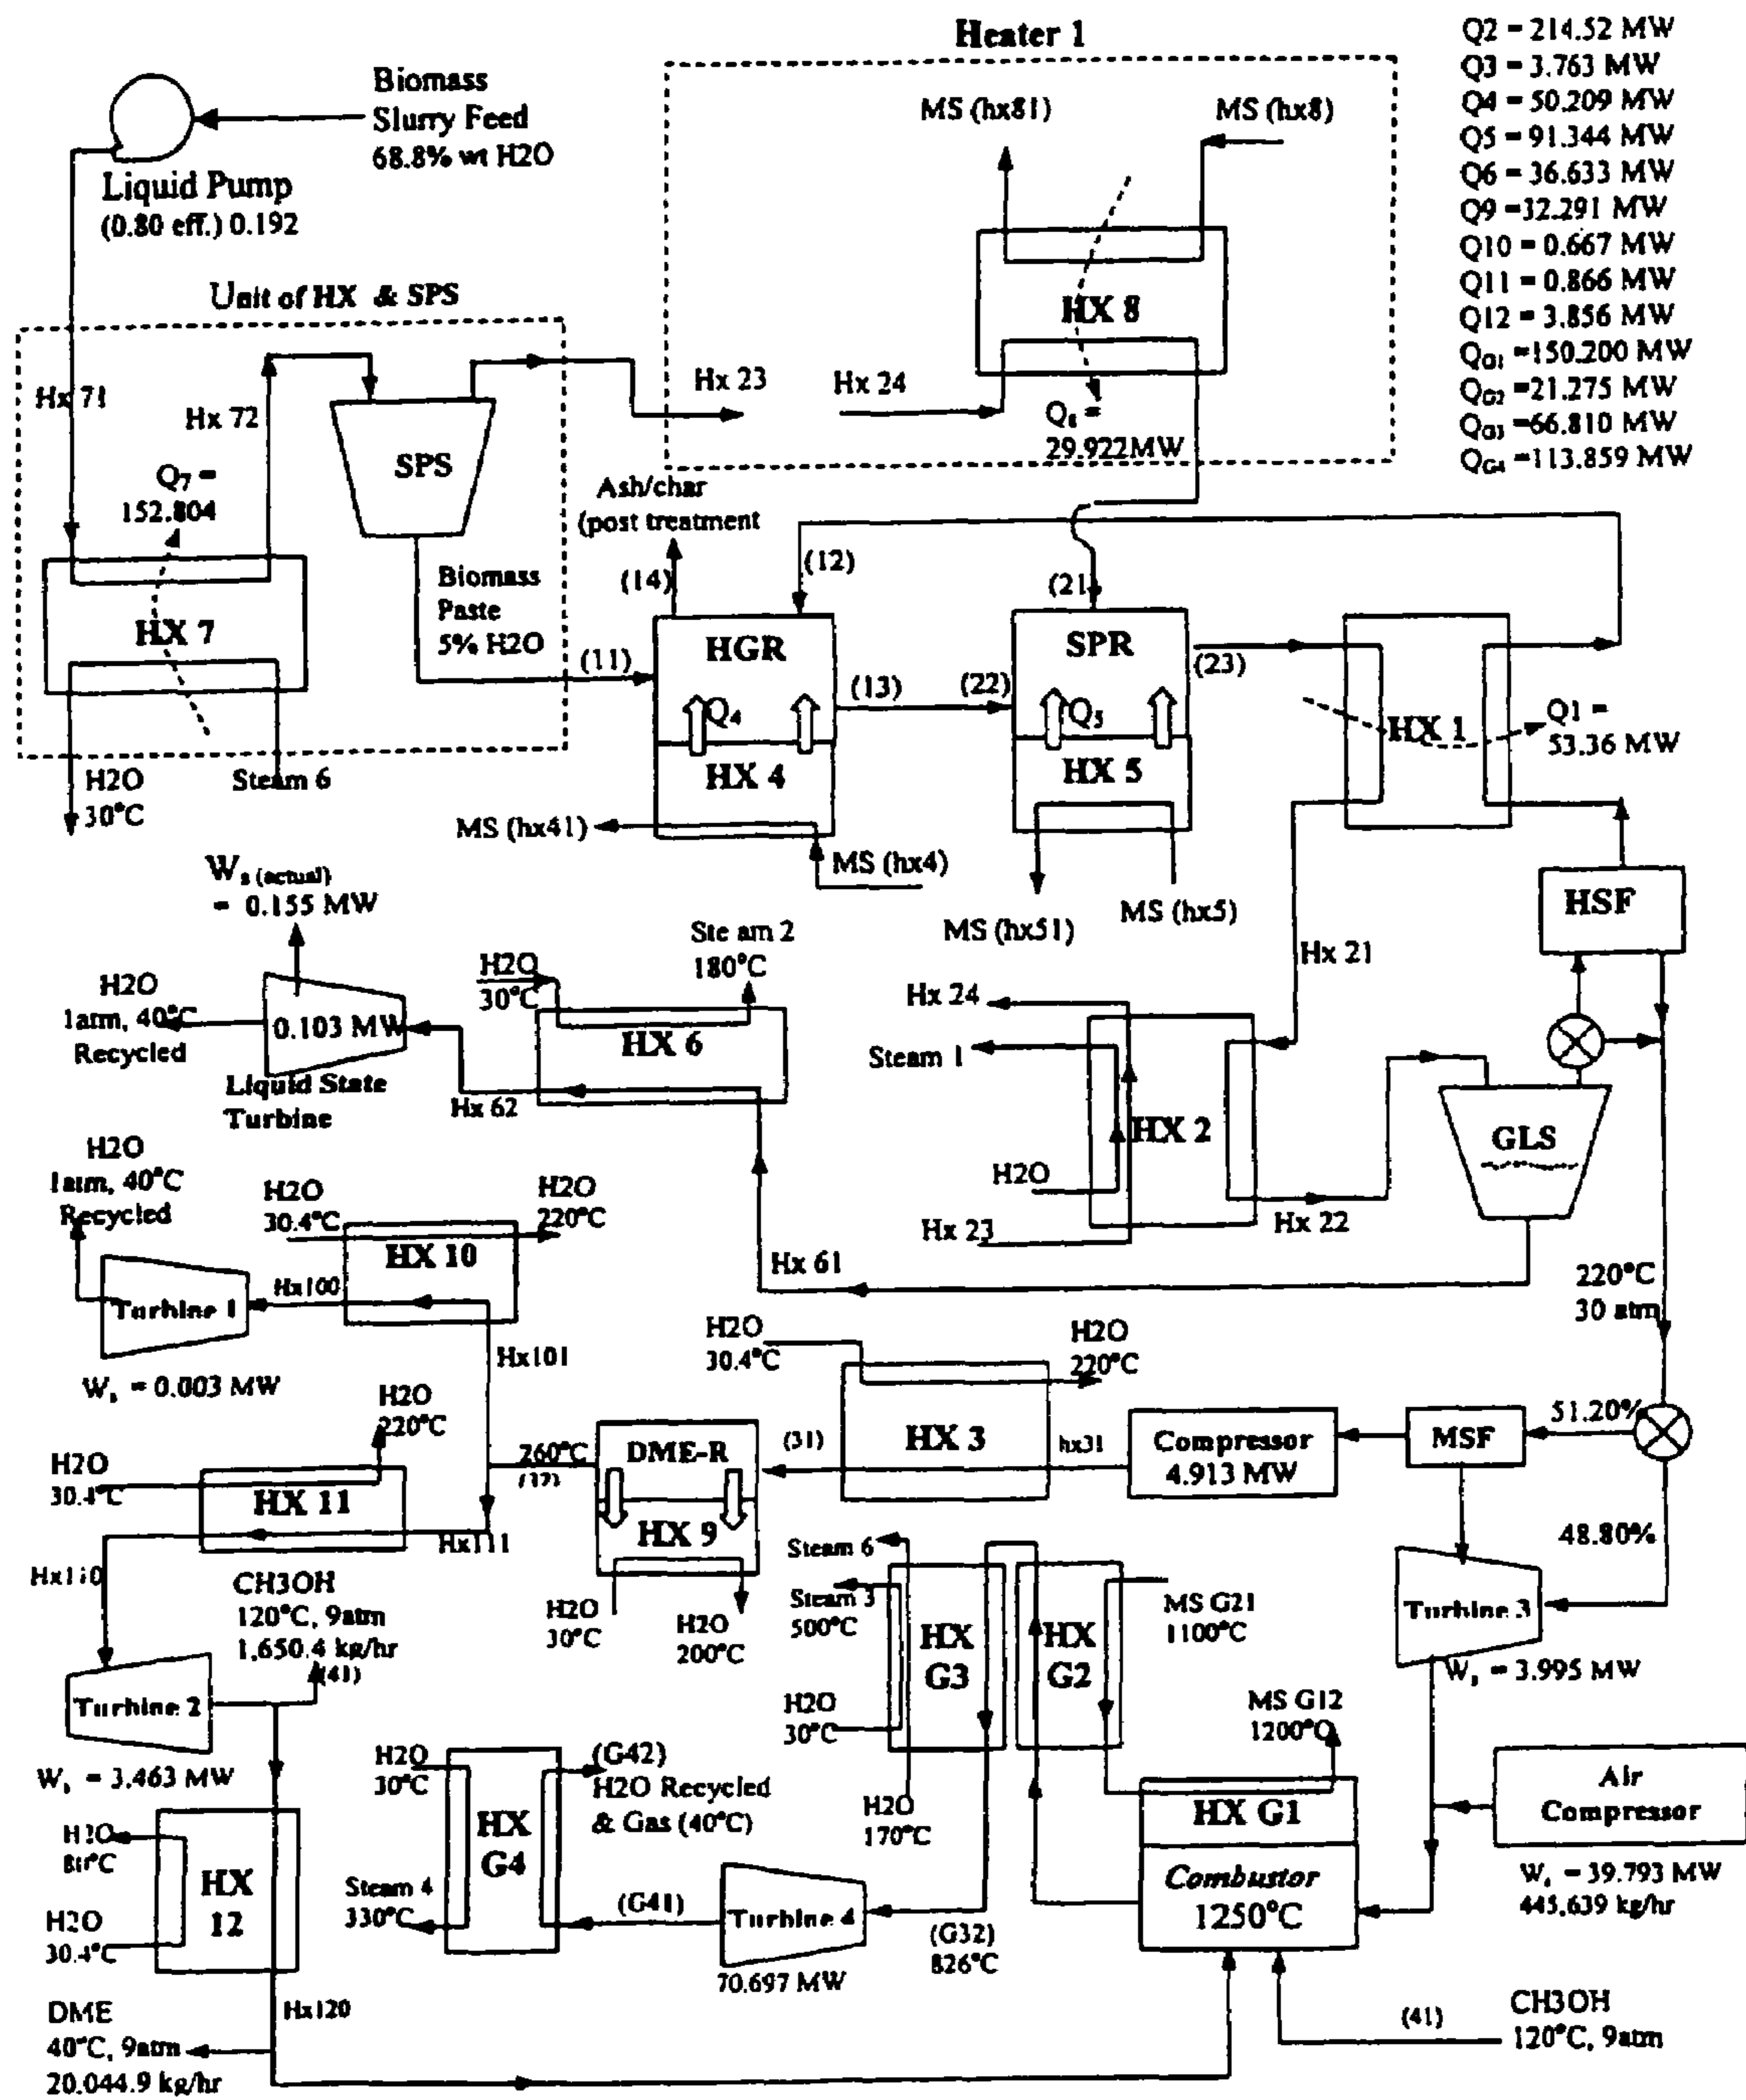 Heater 1
Q2 = 214.52 MW
Q3 = 3.763 MW
Q4 = 50.209 MW
Q5 = 91.344 MW
Q6 = 36.633 MW
Q9 =32.291 MW
Q10 = 0.667 MW
Q11 = 0.866 MW
Q12 = 3.856 MW
QG1 =150.200 MW
QG2 =21.275 MW
QG3 =66.810 MW
QG4 =113.859 MW
Biomass
Slurry Feed
68.8% wt H2O
Liquid Pump
(0.80 eff.) 0.192
MS (hx81)
MS (hx8)
HX 8
Hx 24
Q8 =
29.922MW
Unit of HX & SPS
Hx 71
Hx 72
SPS
Hx 23
Q7 =
152.804
HX 7
Biomass
Paste
5% H2O
H2O
30°C
Steam 6
Ash/char
(post treatment
(14)
(12)
(11)
HGR
Q4
HX 4
(13)
(22)
(21
SPR
Q5
HX 5
(23)
HX 1
Q1 =
53.36 MW
MS (hx41)
MS (hx4)
MS (hx51)
MS (hx5)
HSF
Hx 21
Ws (actual)
= 0.155 MW
H2O
1atm, 40°C
Recycled
0.103 MW
Liquid State
Turbine
Hx 62
H2O
30°C
Ste am 2
180°C
HX 6
Hx 24
Steam 1
HX 2
H2O
Hx 23
Hx 22
GLS
Hx 61
220°C
30 atm
H2O
1atm, 40°C
Recycled
H2O
30.4°C
H2O
220°C
HX 10
Turbine 1
Hx100
Hx101
Ws = 0.003 MW
H2O
30.4°C
H2O
220°C
HX 3
(31)
hx31
Compressor
4.913 MW
MSF
51.20%
48.80%
H2O
220°C
H2O
30.4°C
HX 11
Hx111
Hx110
260°C
DME-R
HX 9
H2O
30°C
H2O
200°C
CH3OH
120°C, 9atm
1,650.4 kg/hr
(41)
Turbine 2
Ws = 3.463 MW
Steam 6
Steam 3
500°C
HX
G3
HX
G2
H2O
30°C
H2O
170°C
MS G21
1100°C
Turbine 3
Ws = 3.995 MW
MS G12
1200°C
HX G1
Combustor
1250°C
Air
Compressor
Ws = 39.793 MW
445,639 kg/hr
H2O
30°C
HX
G4
Steam 4
330°C
(G42)
H2O Recycled
& Gas (40°C)
(G41)
Turbine 4
70.697 MW
(G32)
826°C
H2O
80°C
HX
12
H2O
30.4°C
Hx120
DME
40°C, 9atm
20.044.9 kg/hr
(41)
CH3OH
120°C, 9atm